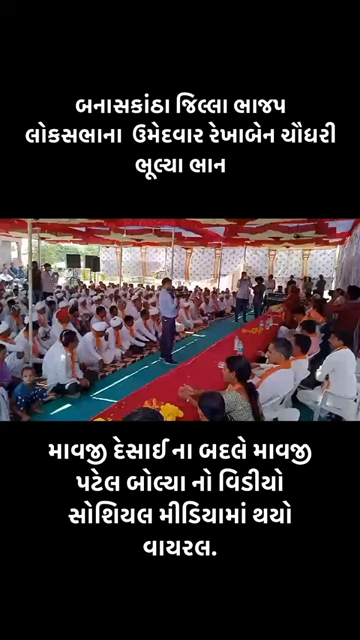 બનાસકાંઠા જિલ્લા ભાજપ
લોકસભાના ઉમેદવાર રેખાબેન ચૌધરી
ભૂલ્યા ભાન
માવજી દેસાઈ ના બદલે માવજી
પટેલ બોલ્યા નો વિડીયો
સોશિયલ મીડિયામાં થયો
વાયરલ.